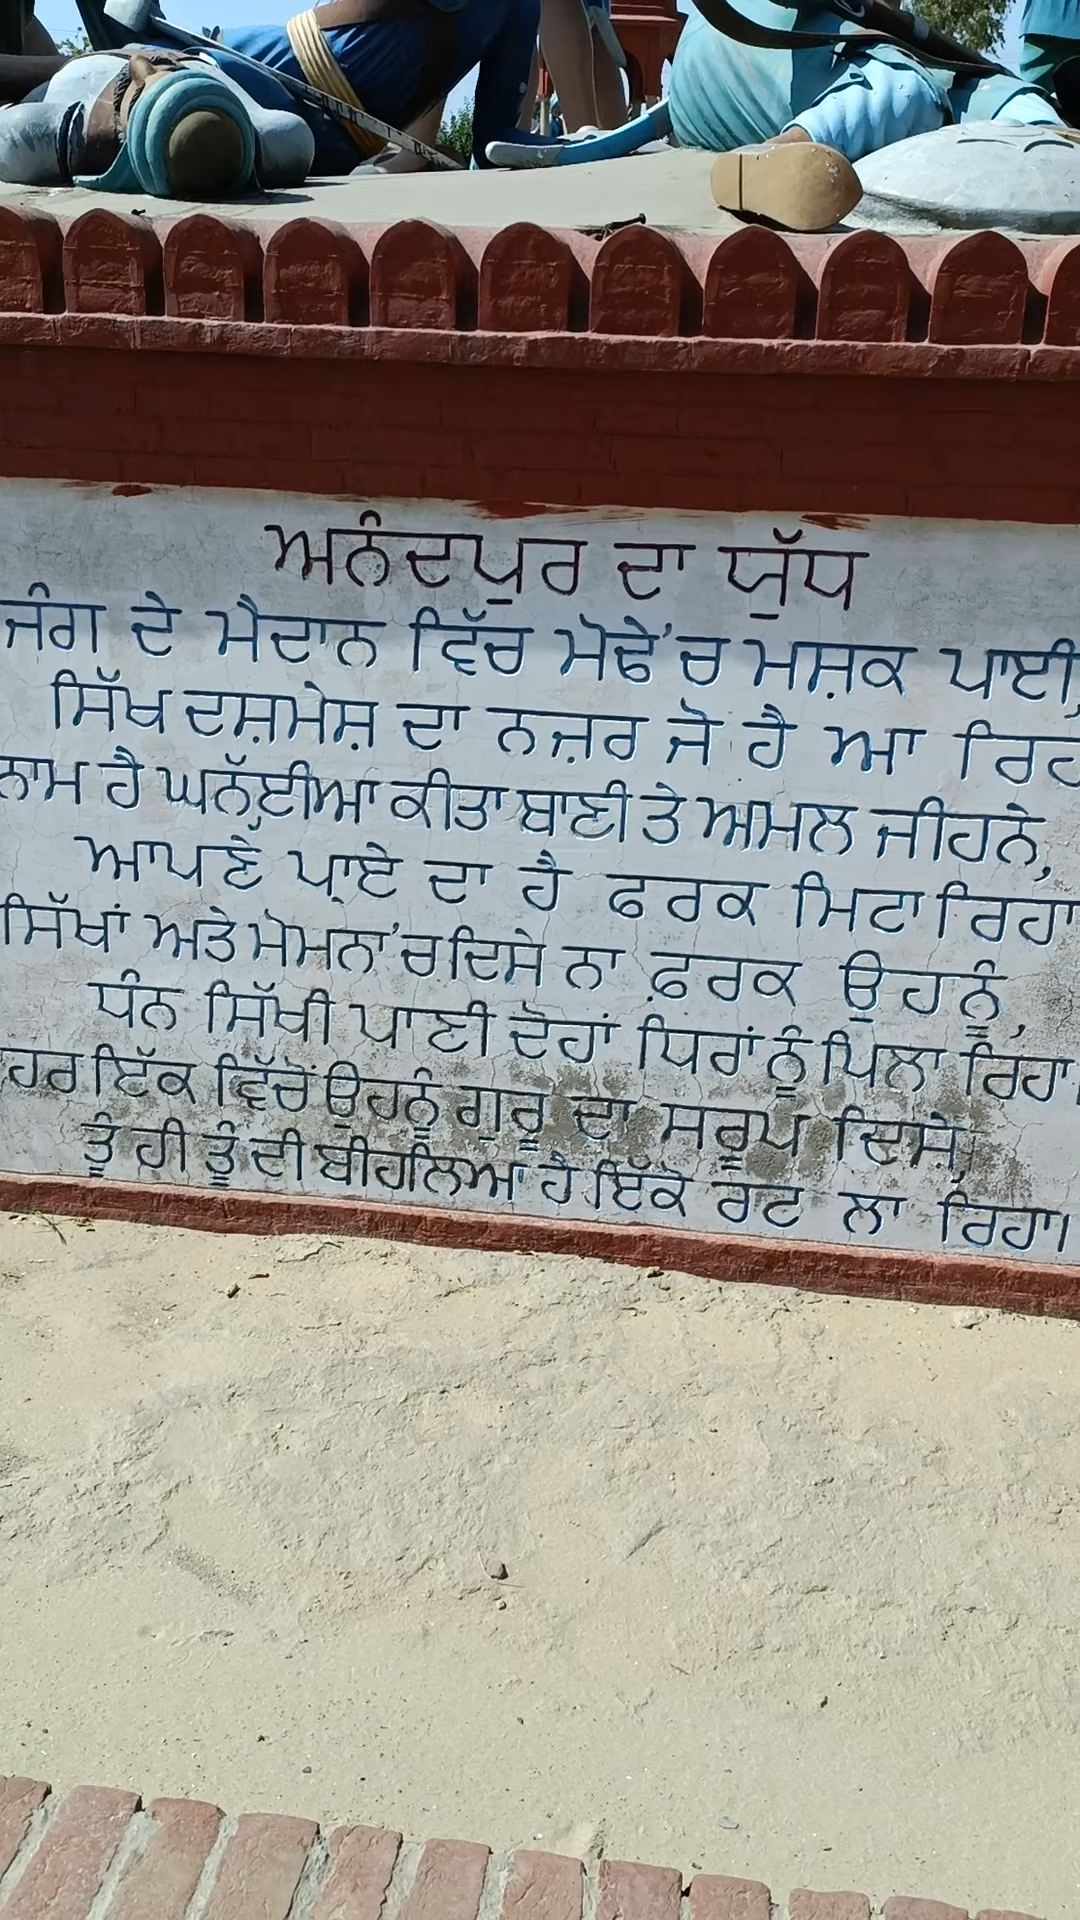 ਅਨੰਦਪੁਰ ਦਾ ਯੁੱਧ
ਜੰਗ ਦੇ ਮੈਦਾਨ ਵਿੱਚ ਮੋਢੇ'ਚ ਮਸ਼ਕ ਪਾਈ,
ਸਿੱਖ ਦਸ਼ਮੇਸ਼ ਦਾ ਨਜ਼ਰ ਜੋ ਹੈ ਆ ਰਿਹ
ਨਾਮ ਹੈ ਘਨੱਈਆ ਕੀਤਾ ਬਾਣੀ ਤੇ ਅਮਲ ਜੀਹਨੇ,
ਆਪਣੇ ਪਾ੍ਏ ਦਾ ਹੈ ਫਰਕ ਮਿਟਾ ਰਿਹਾ
ਸਿੱਖਾਂ ਅਤੇ ਮੋਮਨਾ'ਚ ਦਿਸੇ ਨਾ ਫ਼ਰਕ ਉਹਨੂੰ,
ਧੰਨ ਸਿੱਖੀ ਪਾਣੀ ਦੋਹਾਂ ਧਿਰਾਂ ਨੂੰ ਪਿਲਾ ਰਿਹਾ।
ਹਰ ਇੱਕ ਵਿੱਚੋਂ ਉਹਨੂੰ ਗੁਰੂ ਦਾ ਸਰੂਪ ਦਿਸੇ,
ਤੂੰ ਹੀ ਤੂੰ ਦੀ ਬੀਹਲਿਆ ਹੈ ਇੱਕੋ ਰਟ ਲਾ ਰਿਹਾ।